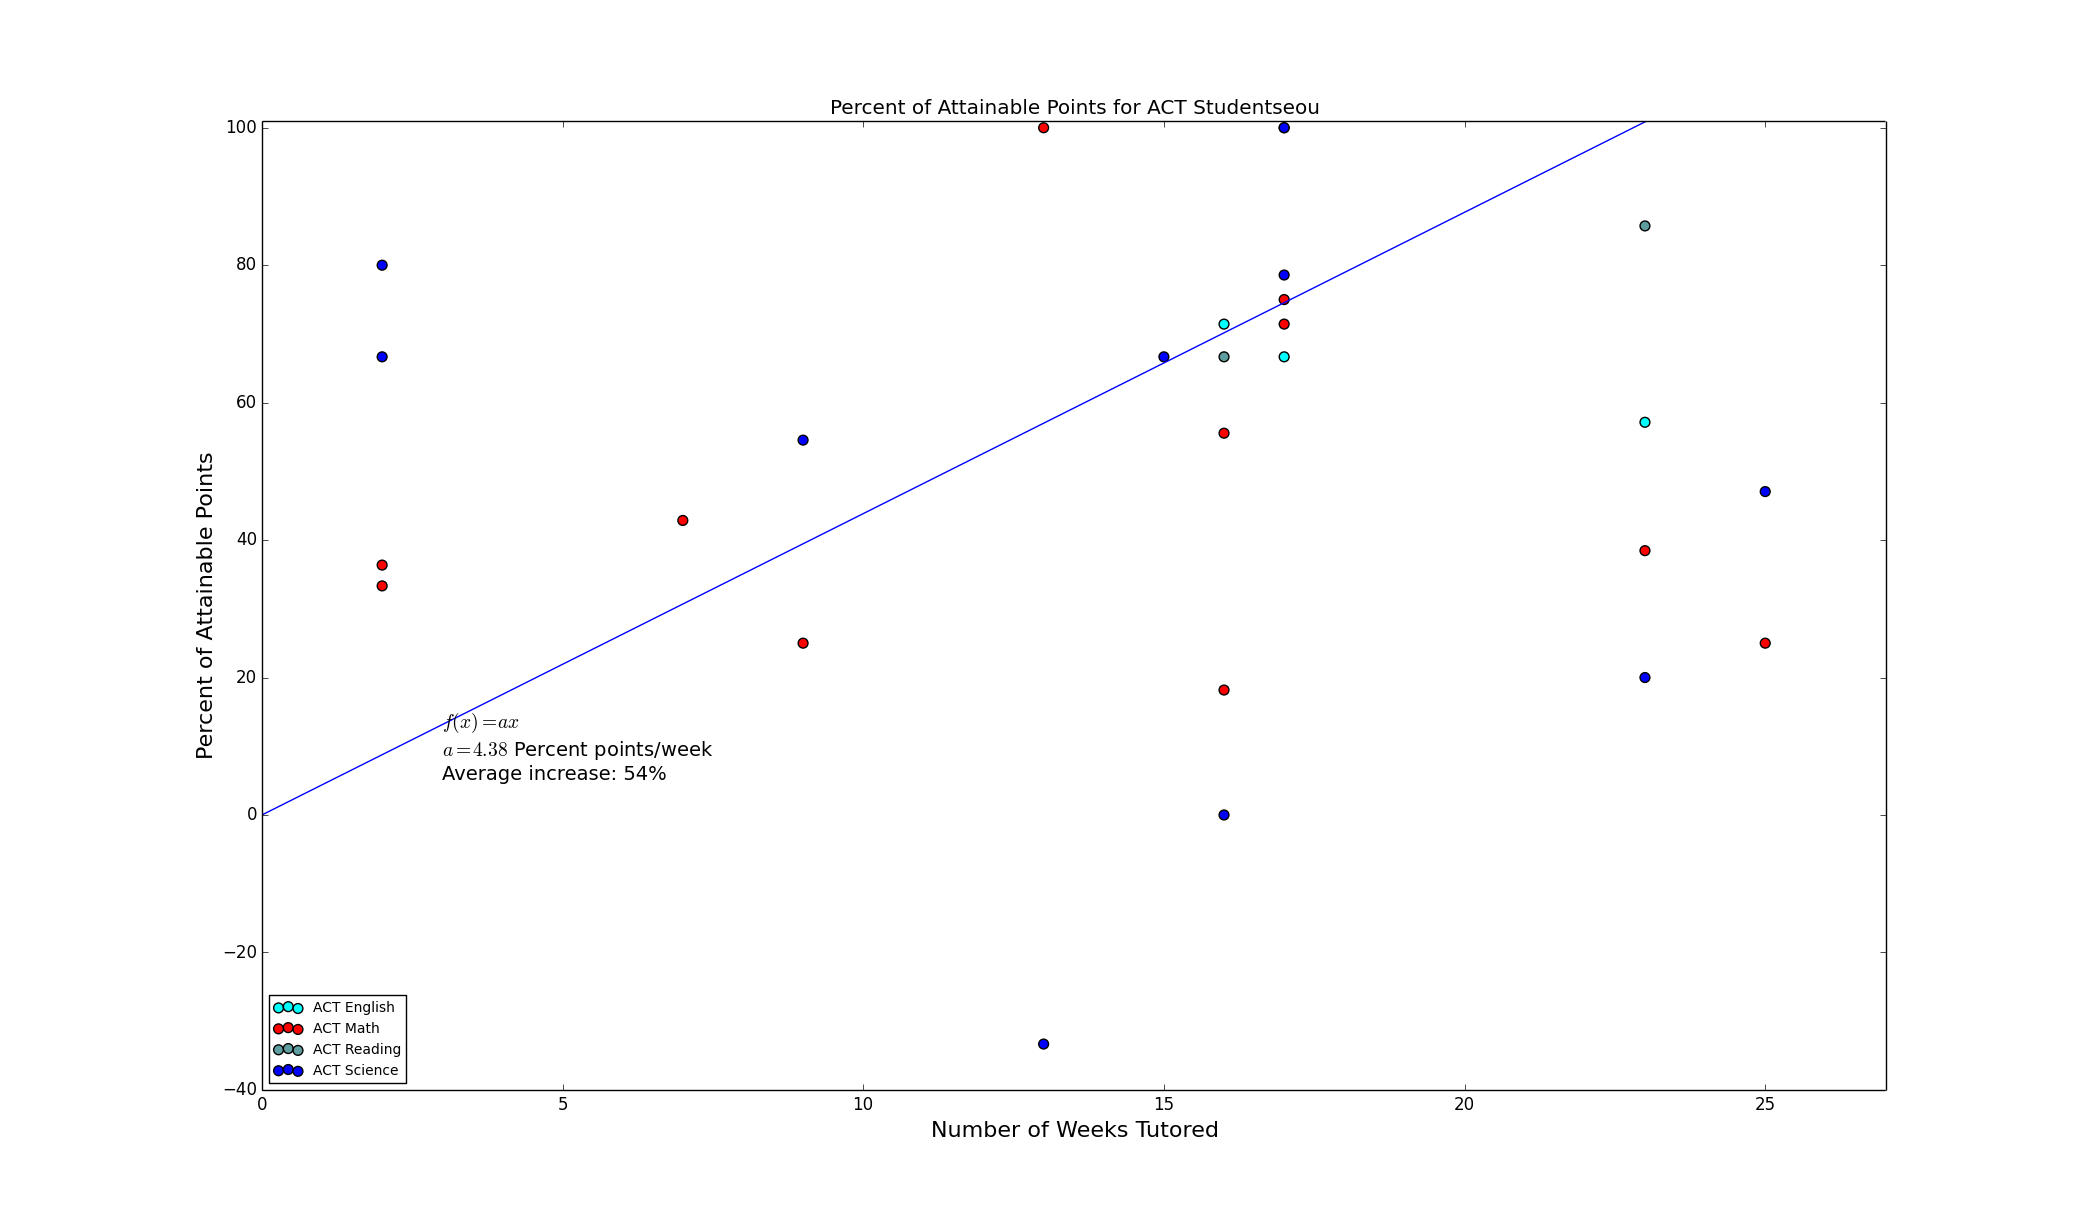 Percent of Attainable Points for ACT Studentseou
100
80
60
40
20
0
−20
−40
Percent of Attainable Points
f(x)=ax
a=4.38 Percent points/week
Average increase: 54%
ACT English
ACT Math
ACT Reading
ACT Science
0 5 10 15 20 25
Number of Weeks Tutored